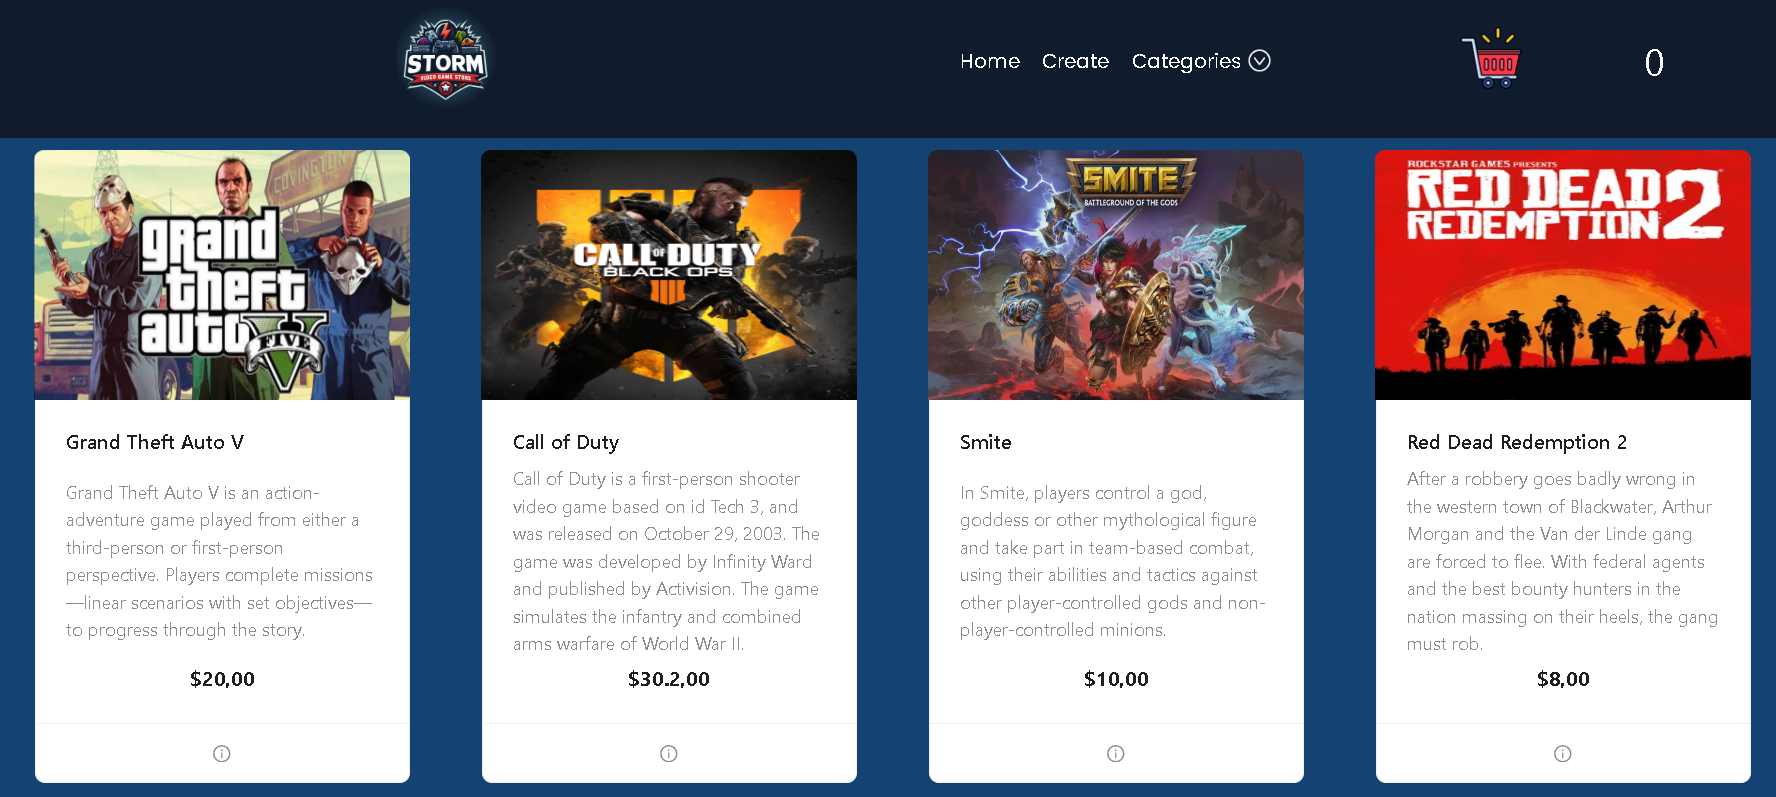 STORM
VIDEO GAME STORE
Home
Create
Categories
0
COVINGTON
grand
theft
auto
V
FIVE
Grand Theft Auto V
Grand Theft Auto V is an action-
adventure game played from either a
third-person or first-person
perspective. Players complete missions
—linear scenarios with set objectives—
to progress through the story.
$20,00
CALL OF DUTY
BLACK OPS
IIII
Call of Duty
Call of Duty is a first-person shooter
video game based on id Tech 3, and
was released on October 29, 2003. The
game was developed by Infinity Ward
and published by Activision. The game
simulates the infantry and combined
arms warfare of World War II.
$30.2,00
SMITE
BATTLEGROUND OF THE GODS
Smite
In Smite, players control a god,
goddess or other mythological figure
and take part in team-based combat,
using their abilities and tactics against
other player-controlled gods and non-
player-controlled minions.
$10,00
ROCKSTAR GAMES PRESENTS
RED DEAD
REDEMPTION 2
Red Dead Redemption 2
After a robbery goes badly wrong in
the western town of Blackwater, Arthur
Morgan and the Van der Linde gang
are forced to flee. With federal agents
and the best bounty hunters in the
nation massing on their heels, the gang
must rob.
$8,00